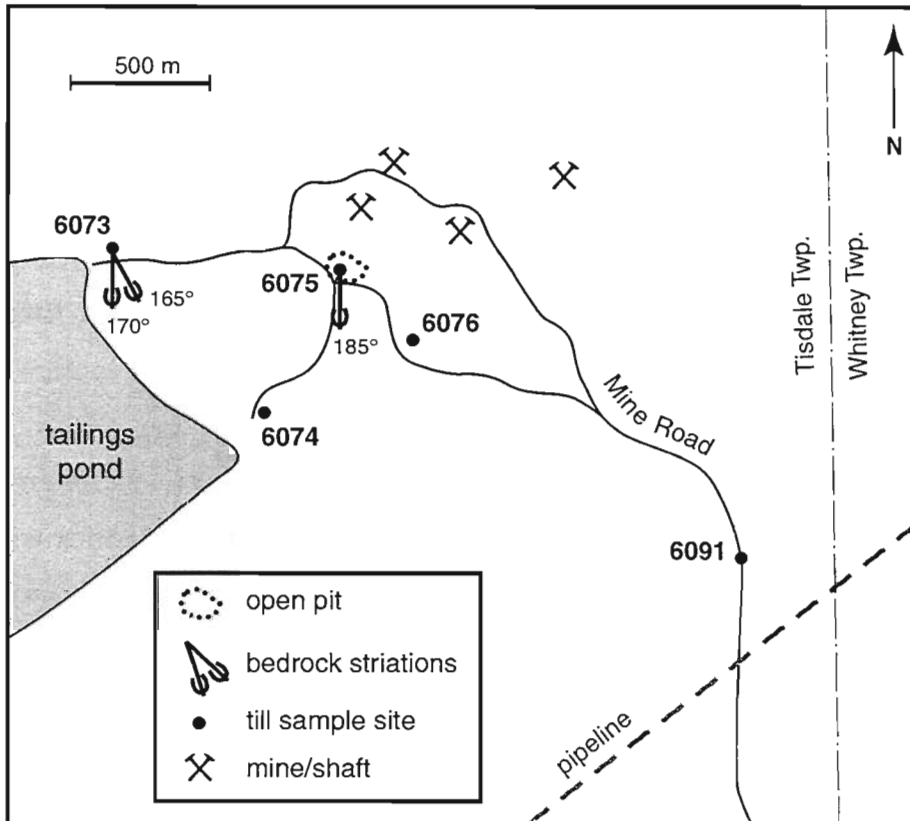 500 m
N
6073
165°
170°
6075
185°
6076
6074
Tisdale Twp.
Whitney Twp.
Mine Road
tailings
pond
6091
pipeline
open pit
bedrock striations
till sample site
mine/shaft